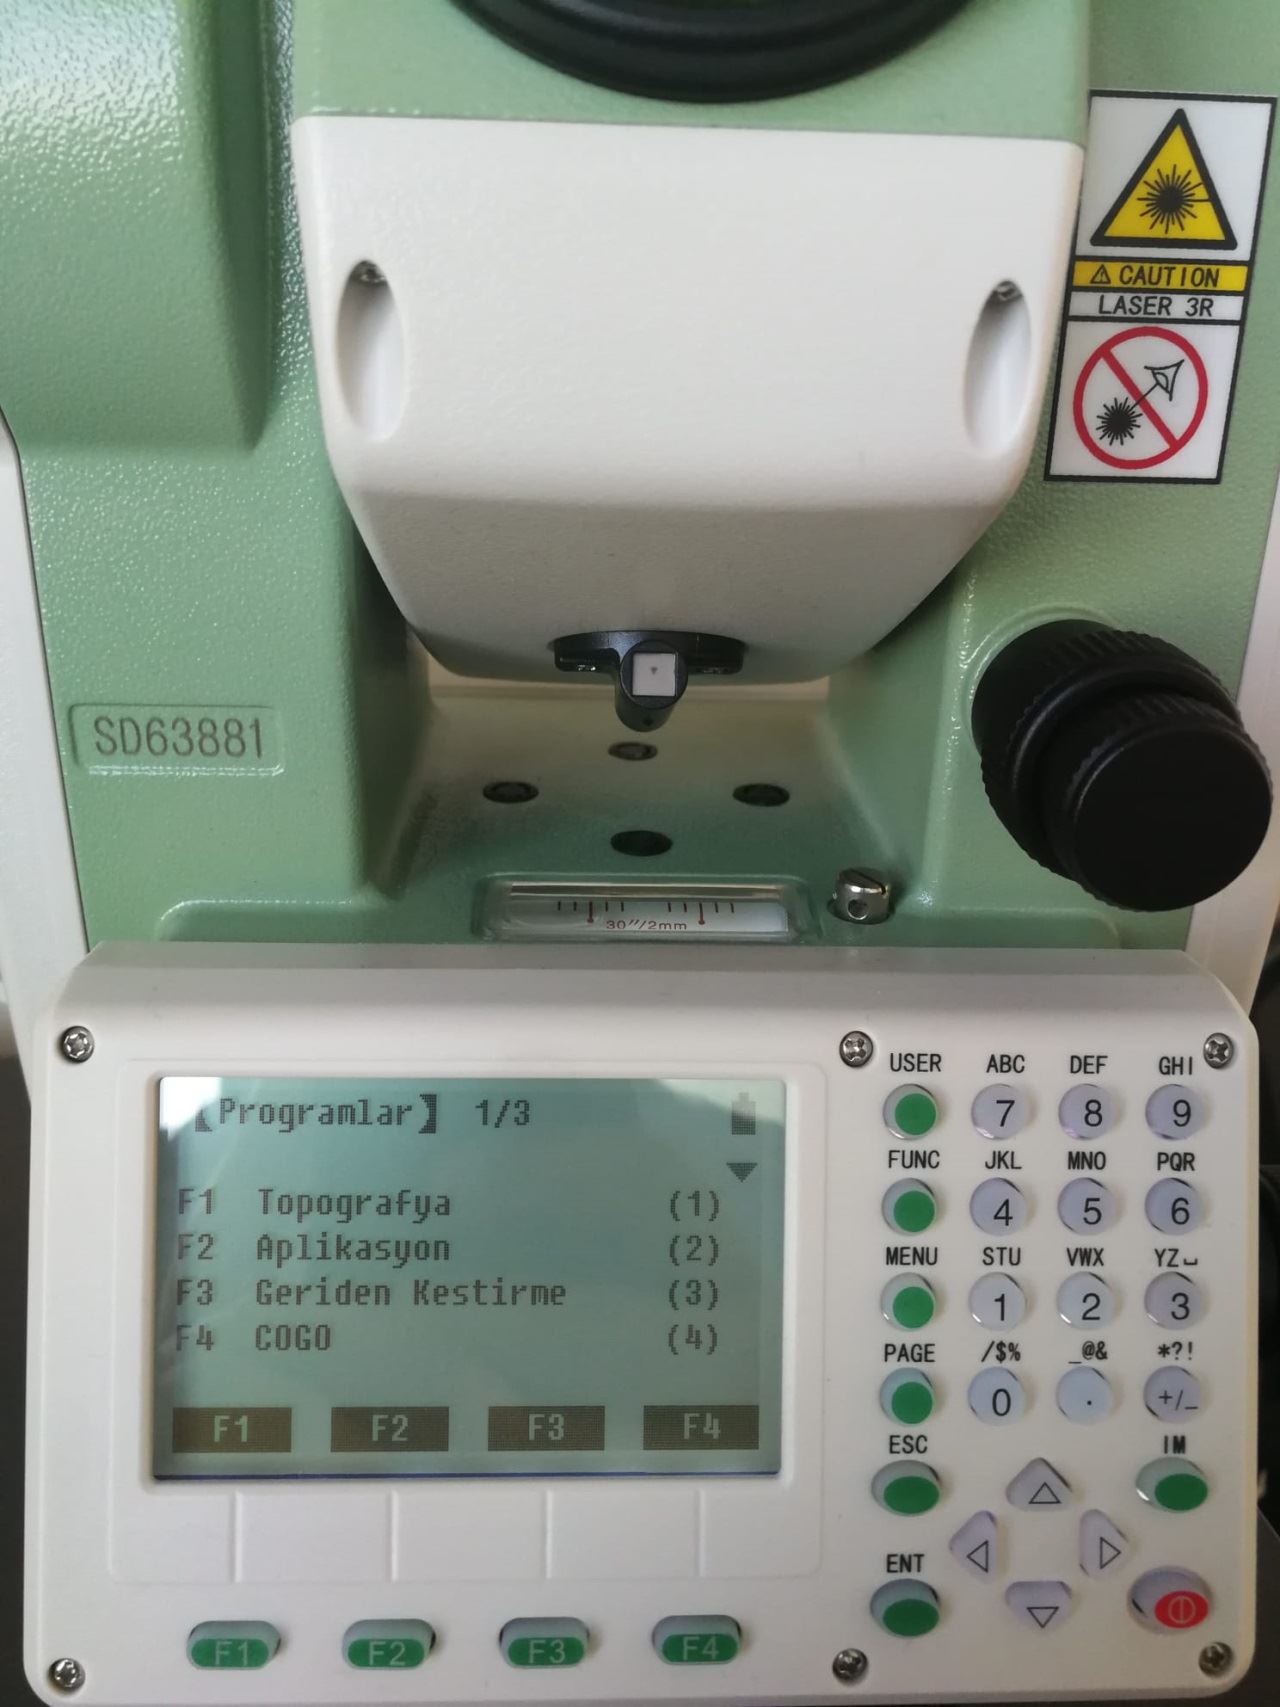 CAUTION
LASER 3R
SD63881
30"/2mm
【Programlar】 1/3
F1 Topografya (1)
F2 Aplikasyon (2)
F3 Geriden Kestirme (3)
F4 COGO (4)
F1 F2 F3 F4
USER ABC DEF GHI
7 8 9
FUNC JKL MNO PQR
4 5 6
MENU STU VWX YZ␣
1 2 3
PAGE /$% _@& *?!
0 . +/_
ESC IM
ENT
F1 F2 F3 F4